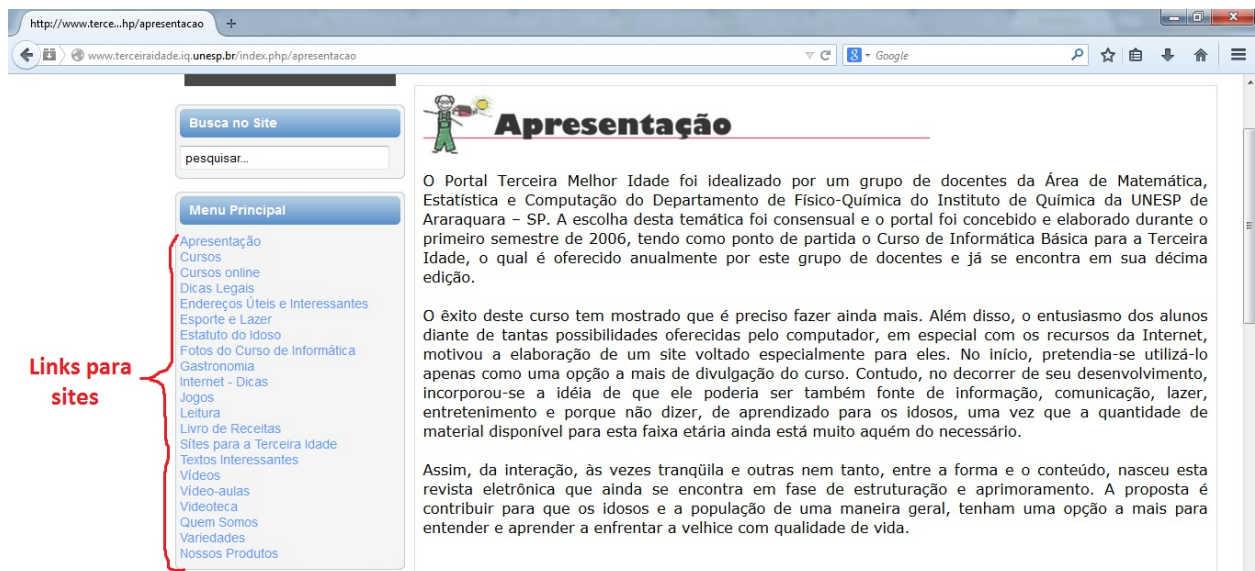 http://www.terce...hp/apresentacao
www.terceiraidade.iq.unesp.br/index.php/apresentacao
Google
Busca no Site
pesquisar...
Menu Principal
Apresentação
Cursos
Cursos online
Dicas Legais
Endereços Úteis e Interessantes
Esporte e Lazer
Estatuto do Idoso
Fotos do Curso de Informática
Gastronomia
Internet - Dicas
Jogos
Leitura
Livro de Receitas
Sítes para a Terceira Idade
Textos Interessantes
Vídeos
Vídeo-aulas
Videoteca
Quem Somos
Variedades
Nossos Produtos
Links para
sites
Apresentação
O Portal Terceira Melhor Idade foi idealizado por um grupo de docentes da Área de Matemática,
Estatística e Computação do Departamento de Físico-Química do Instituto de Química da UNESP de
Araraquara – SP. A escolha desta temática foi consensual e o portal foi concebido e elaborado durante o
primeiro semestre de 2006, tendo como ponto de partida o Curso de Informática Básica para a Terceira
Idade, o qual é oferecido anualmente por este grupo de docentes e já se encontra em sua décima
edição.
O êxito deste curso tem mostrado que é preciso fazer ainda mais. Além disso, o entusiasmo dos alunos
diante de tantas possibilidades oferecidas pelo computador, em especial com os recursos da Internet,
motivou a elaboração de um site voltado especialmente para eles. No início, pretendia-se utilizá-lo
apenas como uma opção a mais de divulgação do curso. Contudo, no decorrer de seu desenvolvimento,
incorporou-se a idéia de que ele poderia ser também fonte de informação, comunicação, lazer,
entretenimento e porque não dizer, de aprendizado para os idosos, uma vez que a quantidade de
material disponível para esta faixa etária ainda está muito aquém do necessário.
Assim, da interação, às vezes tranqüila e outras nem tanto, entre a forma e o conteúdo, nasceu esta
revista eletrônica que ainda se encontra em fase de estruturação e aprimoramento. A proposta é
contribuir para que os idosos e a população de uma maneira geral, tenham uma opção a mais para
entender e aprender a enfrentar a velhice com qualidade de vida.